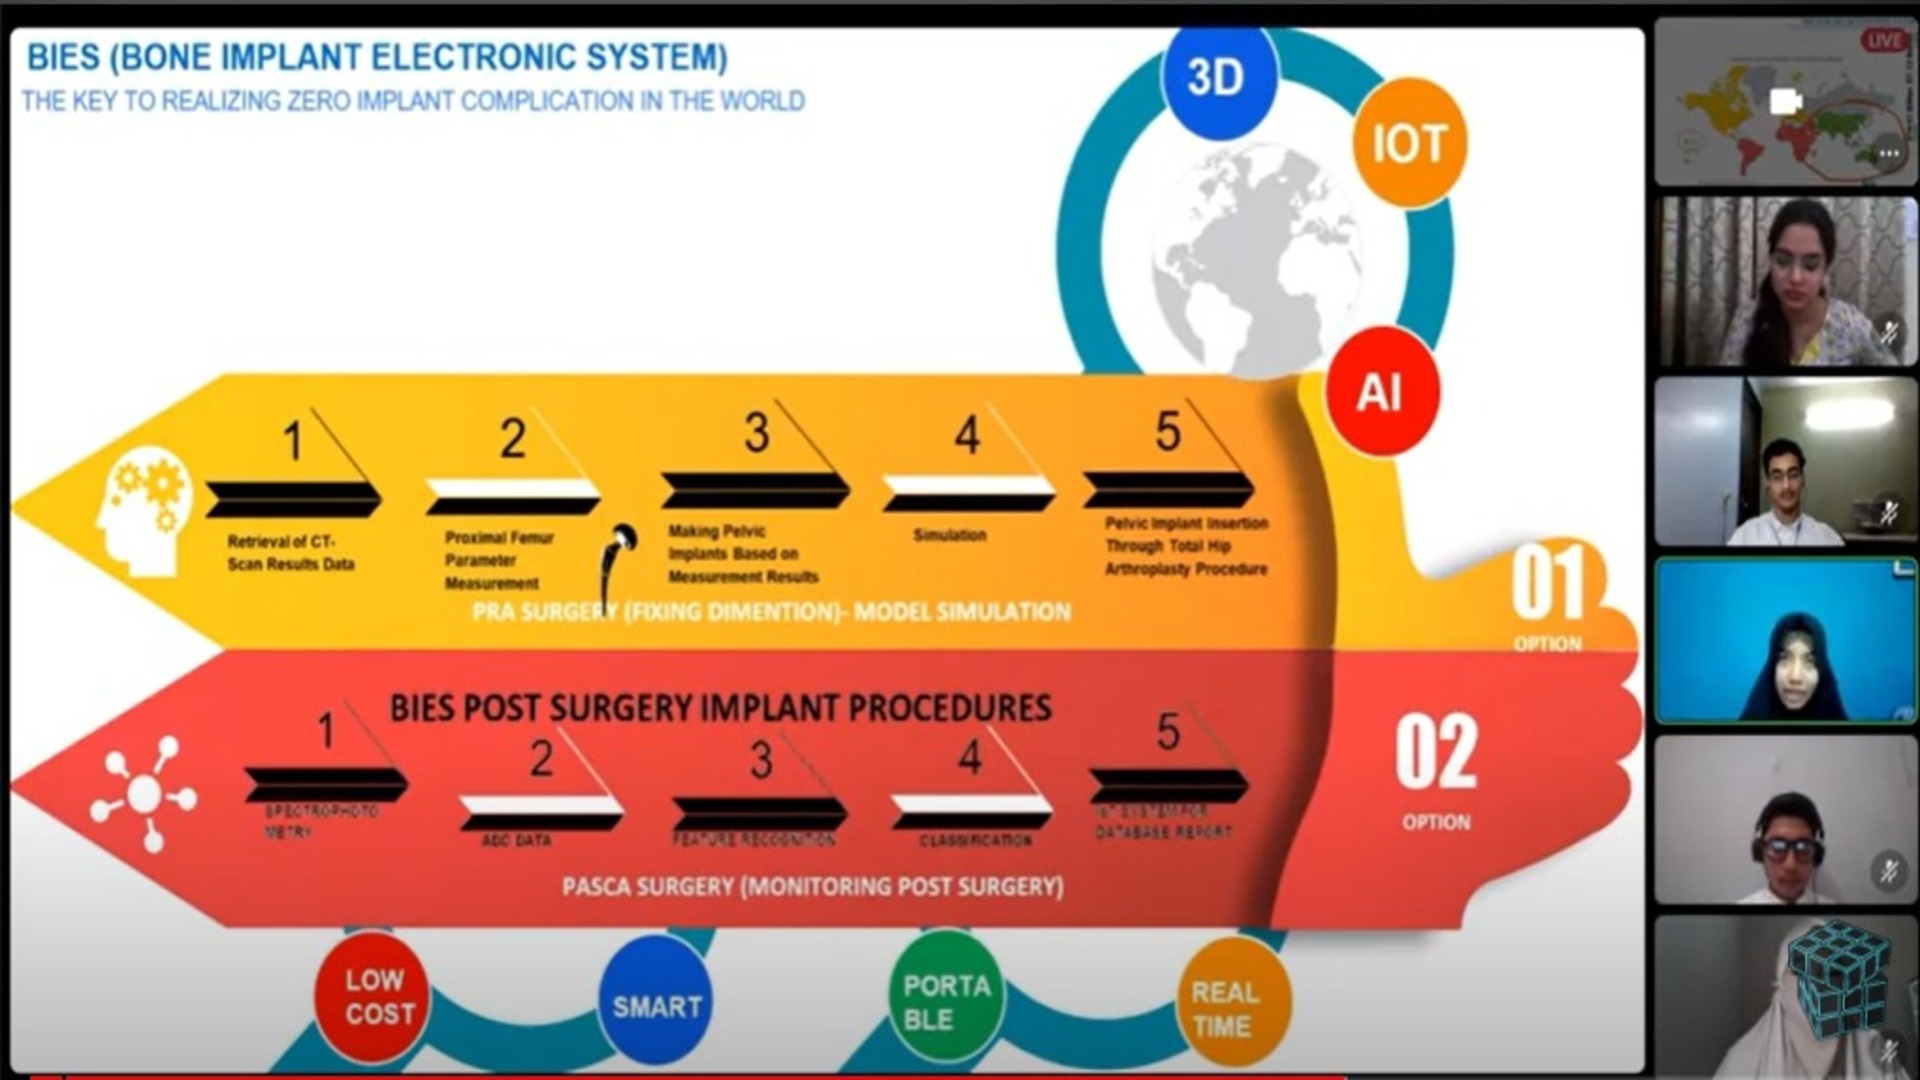 BIES (BONE IMPLANT ELECTRONIC SYSTEM)
THE KEY TO REALIZING ZERO IMPLANT COMPLICATION IN THE WORLD
3D
IOT
AI
LIVE
1
2
3
4
5
Retrieval of CT-
Scan Results Data
Proximal Femur
Parameter
Measurement
Making Pelvic
Implants Based on
Measurement Results
Simulation
Pelvic Implant Insertion
Through Total Hip
Arthroplasty Procedure
PRA SURGERY (FIXING DIMENTION)- MODEL SIMULATION
01
OPTION
BIES POST SURGERY IMPLANT PROCEDURES
1
2
3
4
5
SPECTROPHOTO
METRY
ADC DATA
FEATURE RECOGNITION
CLASSIFICATION
IoT SYSTEM FOR
DATABASE REPORT
PASCA SURGERY (MONITORING POST SURGERY)
02
OPTION
LOW
COST
SMART
PORTA
BLE
REAL
TIME